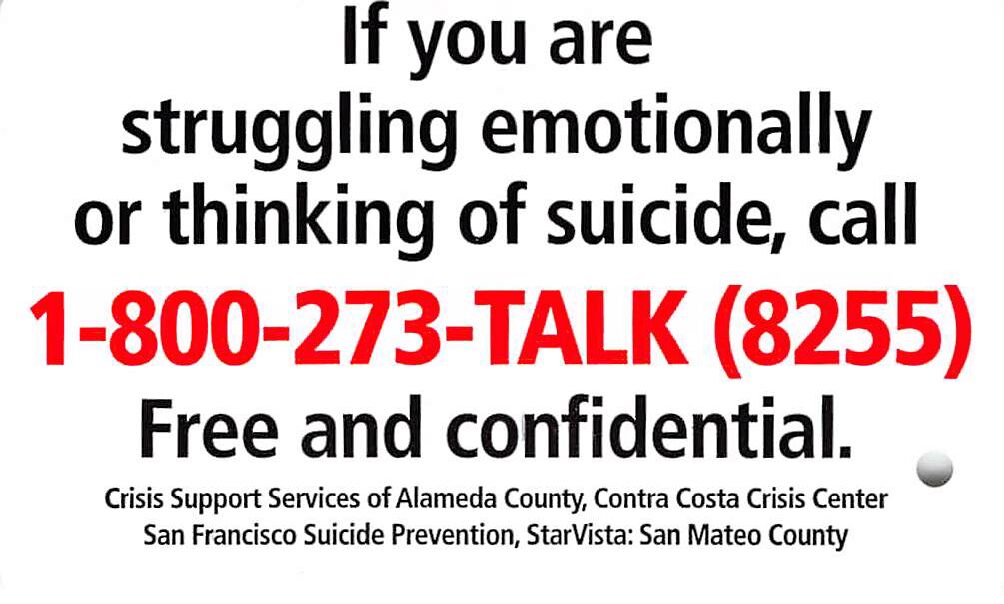 If you are
struggling emotionally
or thinking of suicide, call
1-800-273-TALK (8255)
Free and confidential.
Crisis Support Services of Alameda County, Contra Costa Crisis Center
San Francisco Suicide Prevention, StarVista: San Mateo County